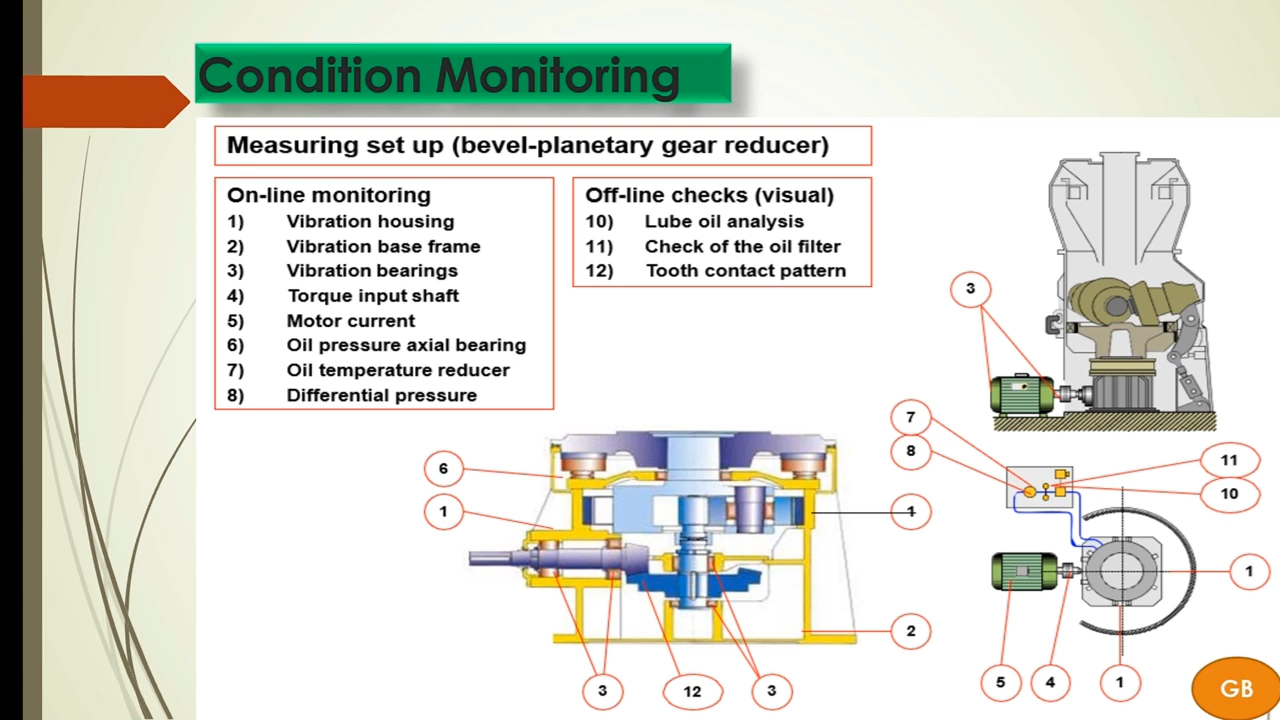 Condition Monitoring
Measuring set up (bevel-planetary gear reducer)
On-line monitoring
1) Vibration housing
2) Vibration base frame
3) Vibration bearings
4) Torque input shaft
5) Motor current
6) Oil pressure axial bearing
7) Oil temperature reducer
8) Differential pressure
Off-line checks (visual)
10) Lube oil analysis
11) Check of the oil filter
12) Tooth contact pattern
3
7
8
6
1
1
2
3
12
3
11
10
1
5
4
1
GB